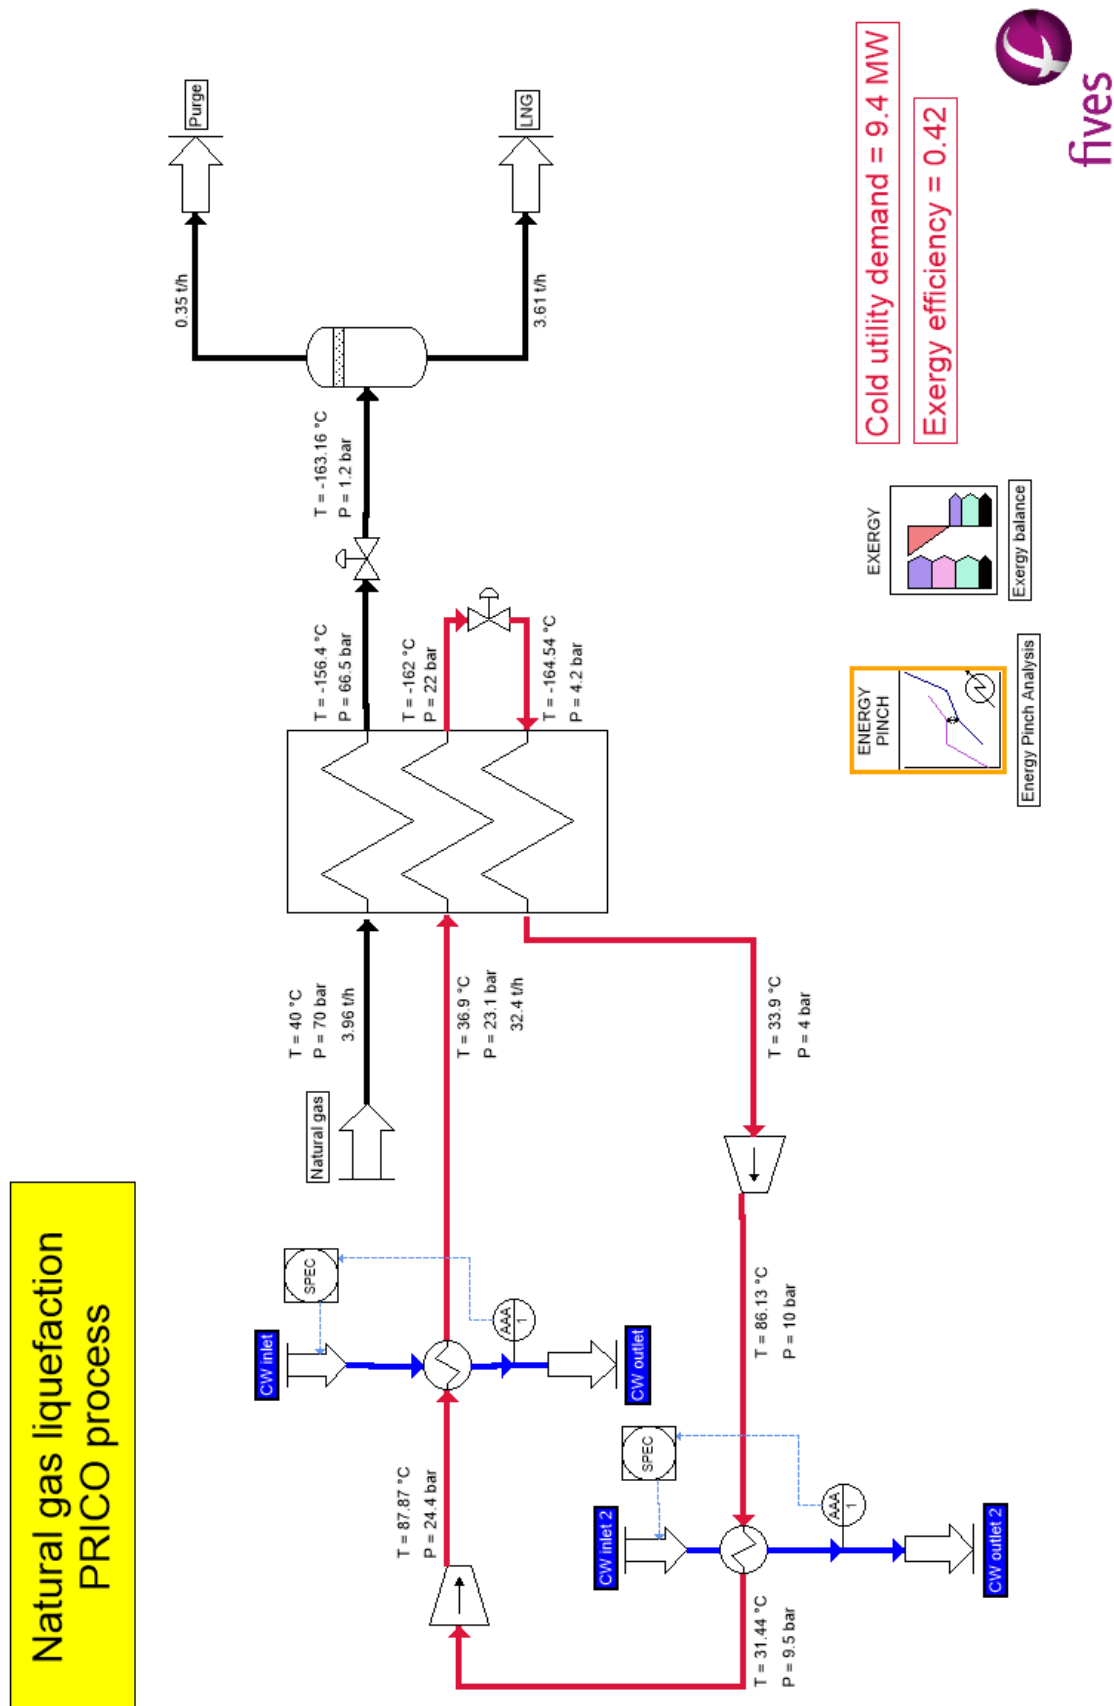 Natural gas liquefaction
PRICO process
Purge
0.35 t/h
LNG
3.61 t/h
T = -163.16 °C
P = 1.2 bar
T = -156.4 °C
P = 66.5 bar
T = -162 °C
P = 22 bar
T = -164.54 °C
P = 4.2 bar
Natural gas
T = 40 °C
P = 70 bar
3.96 t/h
T = 36.9 °C
P = 23.1 bar
32.4 t/h
T = 33.9 °C
P = 4 bar
CW inlet
SPEC
AAA
1
CW outlet
T = 87.87 °C
P = 24.4 bar
T = 86.13 °C
P = 10 bar
CW inlet 2
SPEC
AAA
1
CW outlet 2
T = 31.44 °C
P = 9.5 bar
ENERGY
PINCH
Energy Pinch Analysis
EXERGY
Exergy balance
Cold utility demand = 9.4 MW
Exergy efficiency = 0.42
fives